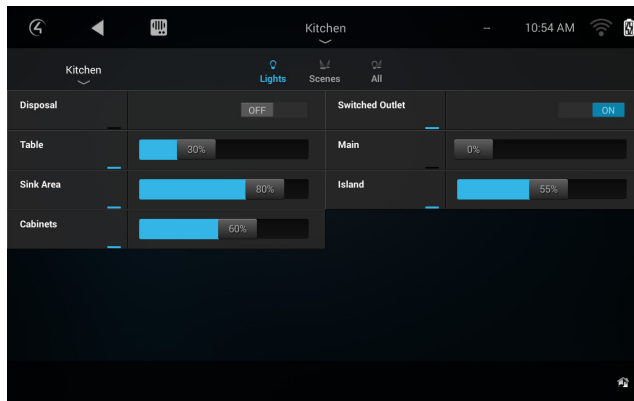 Kitchen
--
10:54 AM
Kitchen
Lights
Scenes
All
Disposal
OFF
Switched Outlet
ON
Table
30%
Main
0%
Sink Area
80%
Island
55%
Cabinets
60%